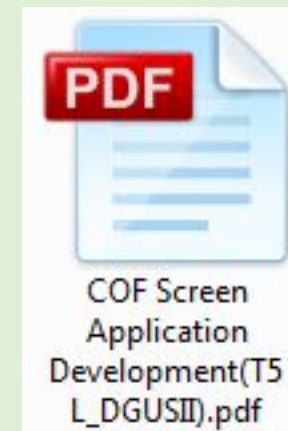 PDF
COF Screen
Application
Development(T5
L_DGUSII).pdf